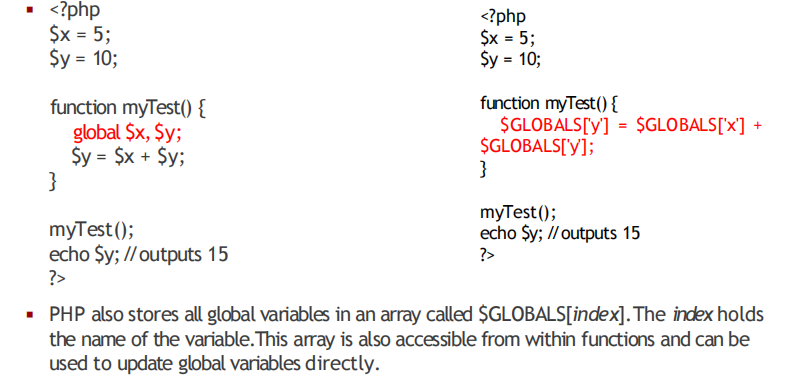 ▪ <?php
$x = 5;
$y = 10;
function myTest() {
global $x, $y;
$y = $x + $y;
}
myTest();
echo $y; // outputs 15
?>
<?php
$x = 5;
$y = 10;
function myTest() {
$GLOBALS['y'] = $GLOBALS['x'] +
$GLOBALS['y'];
}
myTest();
echo $y; // outputs 15
?>
▪ PHP also stores all global variables in an array called $GLOBALS[index]. The index holds
the name of the variable.This array is also accessible from within functions and can be
used to update global variables directly.